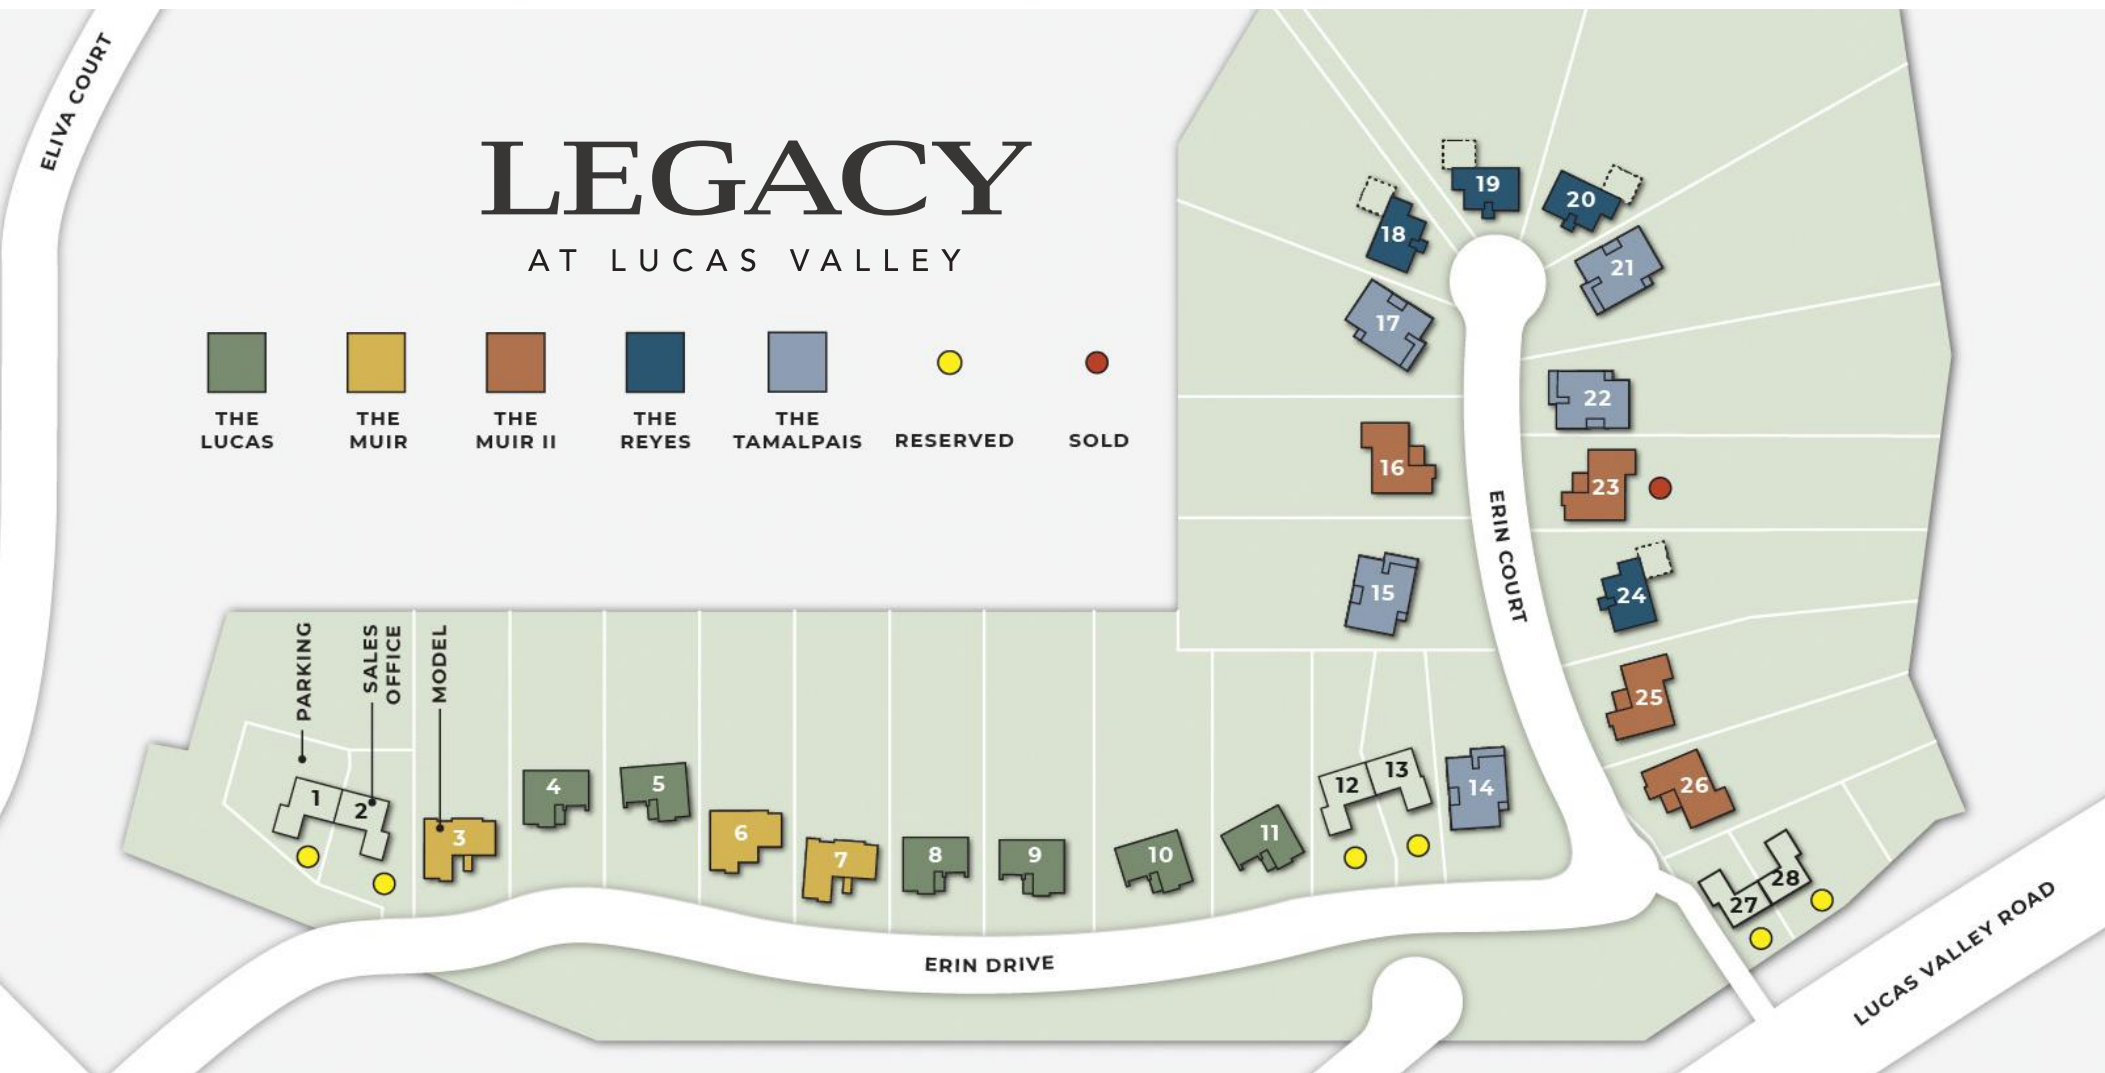 ELIVA COURT
LEGACY
AT LUCAS VALLEY
THE
LUCAS
THE
MUIR
THE
MUIR II
THE
REYES
THE
TAMALPAIS
RESERVED
SOLD
19
20
18
21
17
22
16
23
ERIN COURT
15
24
PARKING
SALES
OFFICE
MODEL
25
1
2
3
4
5
6
7
8
9
10
11
12
13
14
26
27
28
ERIN DRIVE
LUCAS VALLEY ROAD